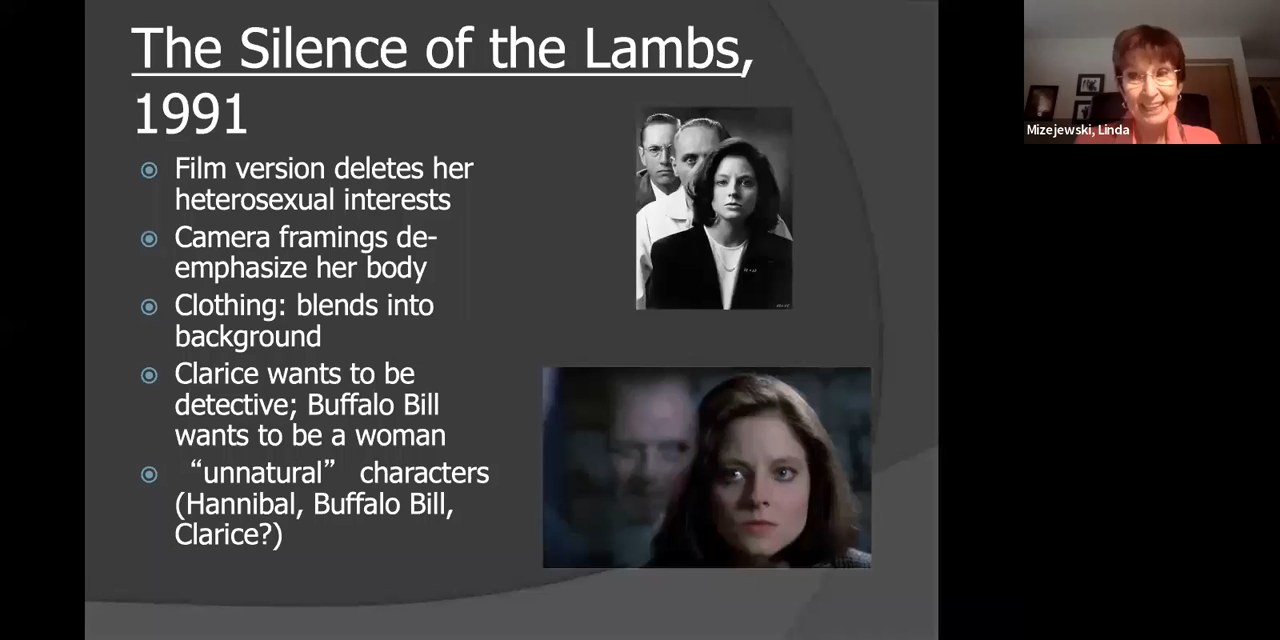 The Silence of the Lambs,
1991
Film version deletes her
heterosexual interests
Camera framings de-
emphasize her body
Clothing: blends into
background
Clarice wants to be
detective; Buffalo Bill
wants to be a woman
“unnatural” characters
(Hannibal, Buffalo Bill,
Clarice?)
Mizejewski, Linda